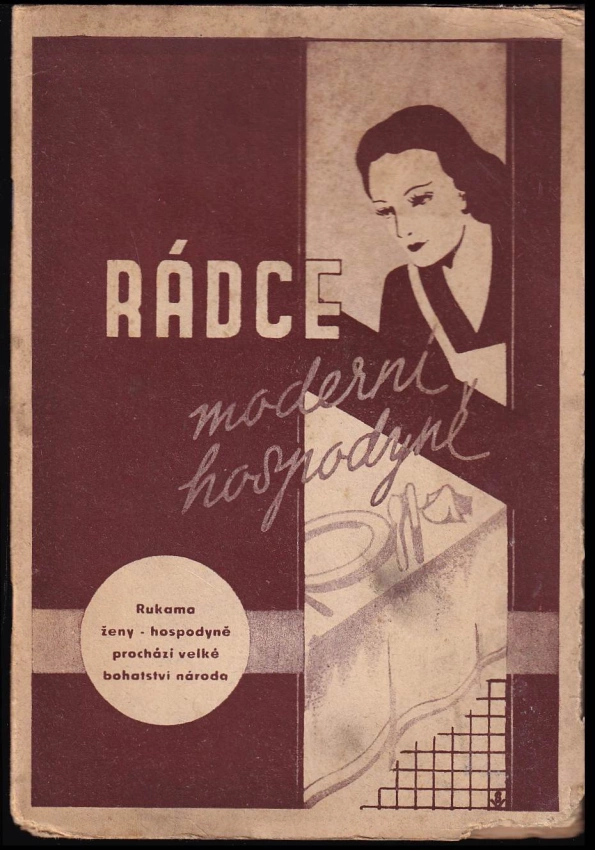 RÁDCE
moderní
hospodyně
Rukama
ženy - hospodyně
prochází velké
bohatství národa